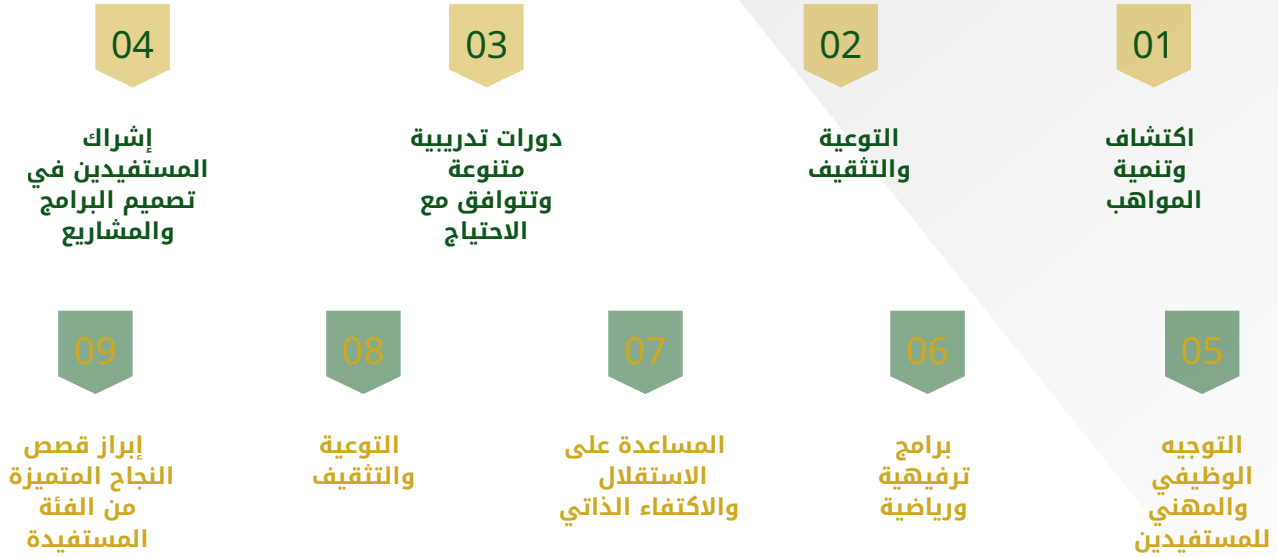 01
اكتشاف
وتنمية
المواهب
02
التوعية
والتثقيف
03
دورات تدريبية
متنوعة
وتتوافق مع
الاحتياج
04
إشراك
المستفيدين في
تصميم البرامج
والمشاريع
05
التوجيه
الوظيفي
والمهني
للمستفيدين
06
برامج
ترفيهية
ورياضية
07
المساعدة على
الاستقلال
والاكتفاء الذاتي
08
التوعية
والتثقيف
09
إبراز قصص
النجاح المتميزة
من الفئة
المستفيدة